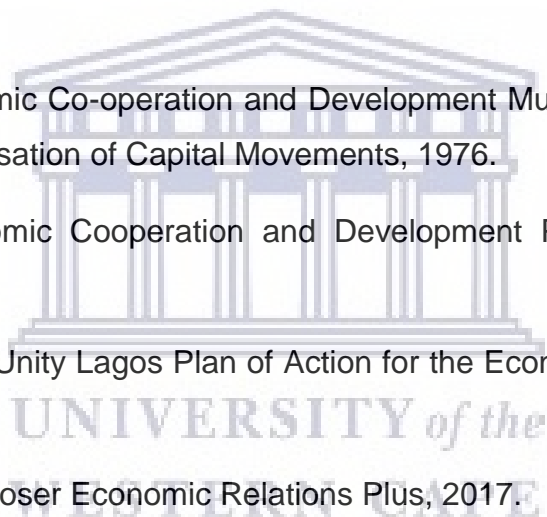 mic Co-operation and Development Mu
sation of Capital Movements, 1976.
omic Cooperation and Development
Unity Lagos Plan of Action for the Econ
UNIVERSITY of the
oser Economic Relations Plus, 2017.
WESTERN CAPE